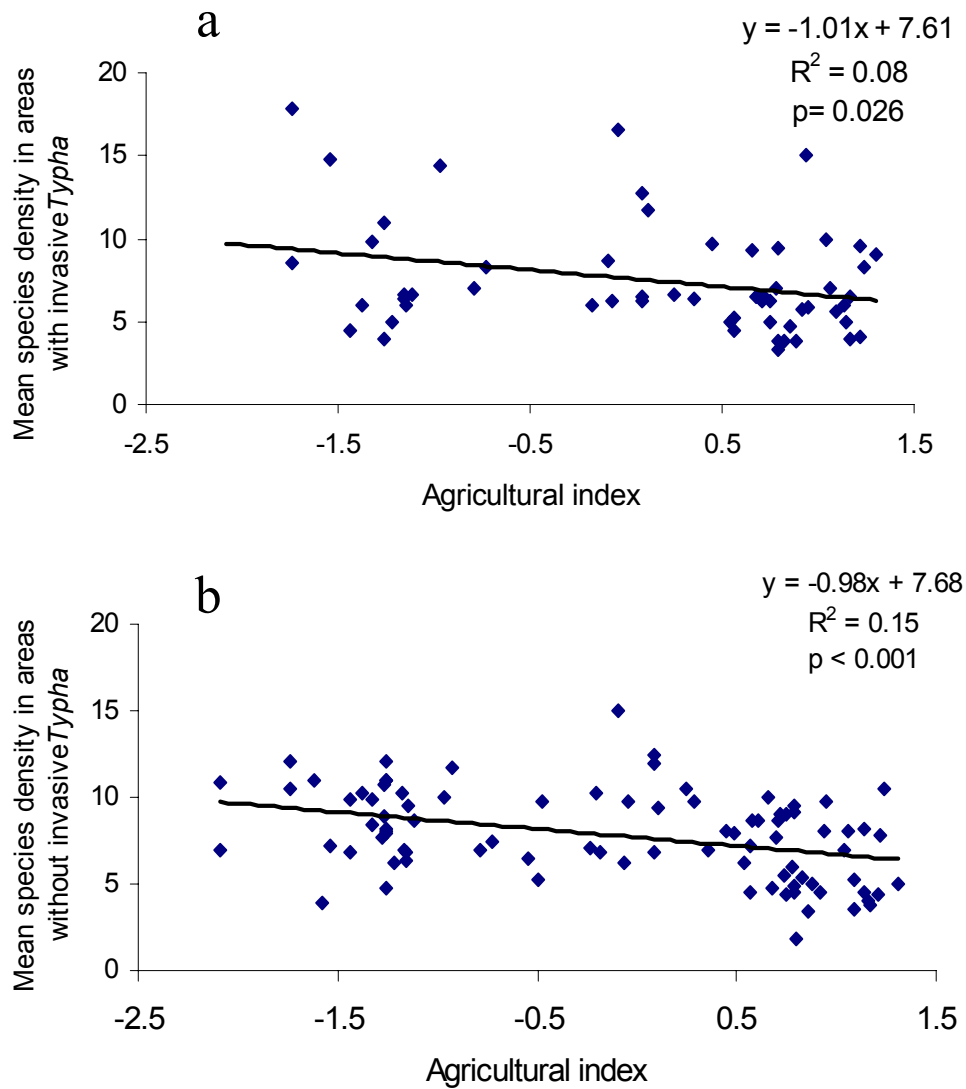 a
y = -1.01x + 7.61
R² = 0.08
p= 0.026
Mean species density in areas
with invasive Typha
20
15
10
5
0
-2.5 -1.5 -0.5 0.5 1.5
Agricultural index
b
y = -0.98x + 7.68
R² = 0.15
p < 0.001
Mean species density in areas
without invasive Typha
20
15
10
5
0
-2.5 -1.5 -0.5 0.5 1.5
Agricultural index